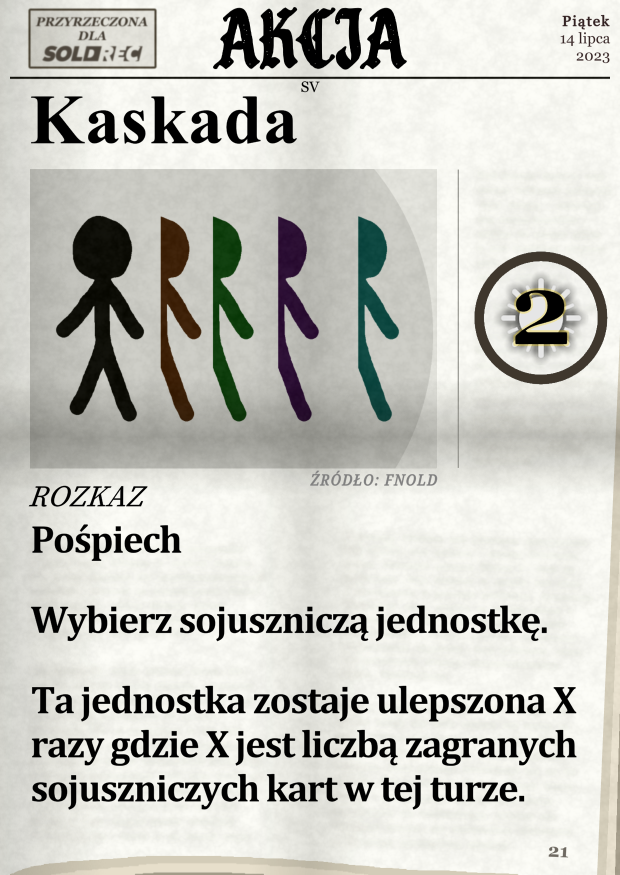 PRZYRZECZONA
DLA
SOLDREC
AKCJA
Piątek
14 lipca
2023
SV
Kaskada
2
ŹRÓDŁO: FNOLD
ROZKAZ
Pośpiech
Wybierz sojuszniczą jednostkę.
Ta jednostka zostaje ulepszona X
razy gdzie X jest liczbą zagranych
sojuszniczych kart w tej turze.
21